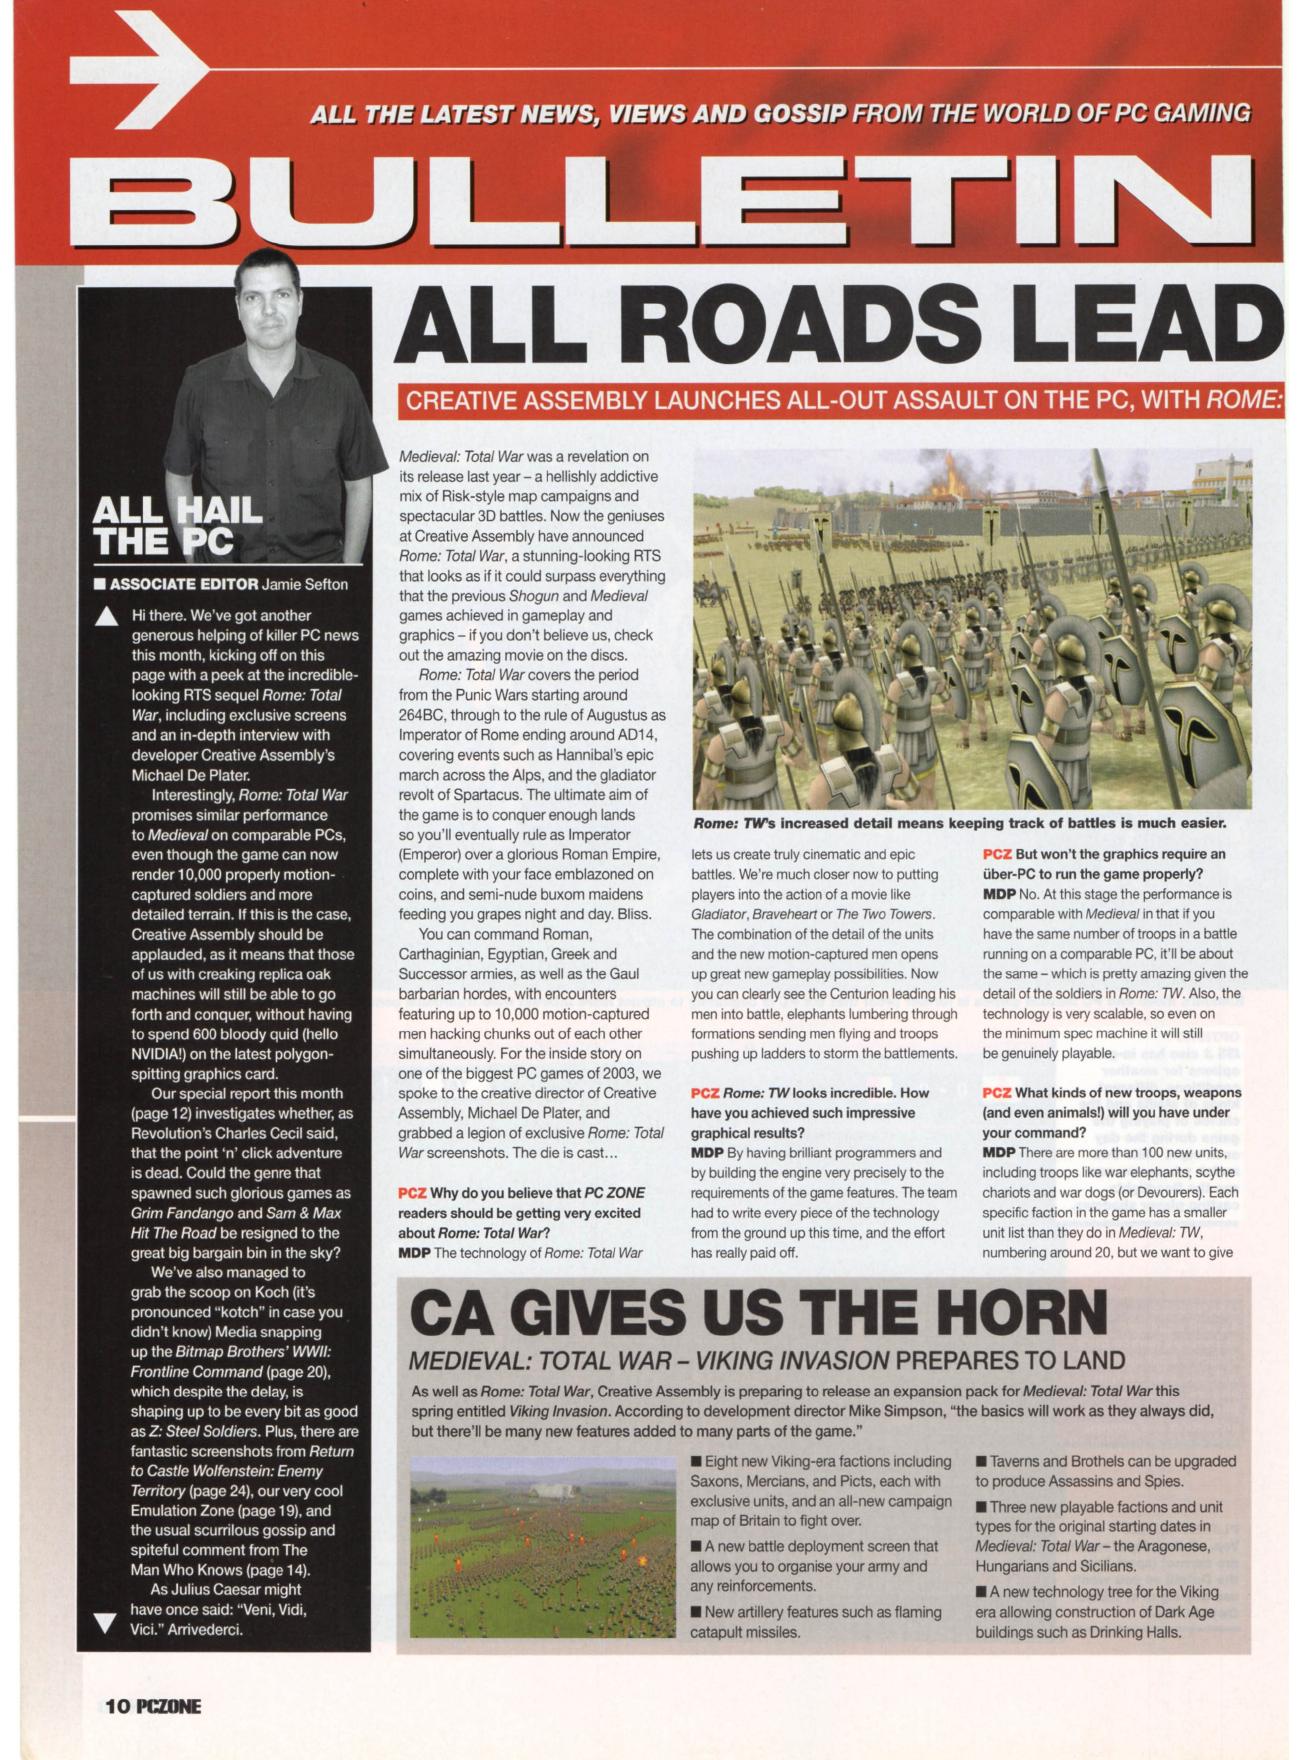 ALL THE LATEST NEWS, VIEWS AND GOSSIP FROM THE WORLD OF PC GAMING
BULLETIN
ALL HAIL
THE PC
■ ASSOCIATE EDITOR Jamie Sefton
Hi there. We've got another
generous helping of killer PC news
this month, kicking off on this
page with a peek at the incredible-
looking RTS sequel Rome: Total
War, including exclusive screens
and an in-depth interview with
developer Creative Assembly's
Michael De Plater.
Interestingly, Rome: Total War
promises similar performance
to Medieval on comparable PCs,
even though the game can now
render 10,000 properly motion-
captured soldiers and more
detailed terrain. If this is the case,
Creative Assembly should be
applauded, as it means that those
of us with creaking replica oak
machines will still be able to go
forth and conquer, without having
to spend 600 bloody quid (hello
NVIDIA!) on the latest polygon-
spitting graphics card.
Our special report this month
(page 12) investigates whether, as
Revolution's Charles Cecil said,
that the point 'n' click adventure
is dead. Could the genre that
spawned such glorious games as
Grim Fandango and Sam & Max
Hit The Road be resigned to the
great big bargain bin in the sky?
We've also managed to
grab the scoop on Koch (it's
pronounced "kotch" in case you
didn't know) Media snapping
up the Bitmap Brothers' WWII:
Frontline Command (page 20),
which despite the delay, is
shaping up to be every bit as good
as Z: Steel Soldiers. Plus, there are
fantastic screenshots from Return
to Castle Wolfenstein: Enemy
Territory (page 24), our very cool
Emulation Zone (page 19), and
the usual scurrilous gossip and
spiteful comment from The
Man Who Knows (page 14).
As Julius Caesar might
have once said: "Veni, Vidi,
Vici." Arrivederci.
ALL ROADS LEAD
CREATIVE ASSEMBLY LAUNCHES ALL-OUT ASSAULT ON THE PC, WITH ROME:
Medieval: Total War was a revelation on
its release last year – a hellishly addictive
mix of Risk-style map campaigns and
spectacular 3D battles. Now the geniuses
at Creative Assembly have announced
Rome: Total War, a stunning-looking RTS
that looks as if it could surpass everything
that the previous Shogun and Medieval
games achieved in gameplay and
graphics – if you don't believe us, check
out the amazing movie on the discs.
Rome: Total War covers the period
from the Punic Wars starting around
264BC, through to the rule of Augustus as
Imperator of Rome ending around AD14,
covering events such as Hannibal's epic
march across the Alps, and the gladiator
revolt of Spartacus. The ultimate aim of
the game is to conquer enough lands
so you'll eventually rule as Imperator
(Emperor) over a glorious Roman Empire,
complete with your face emblazoned on
coins, and semi-nude buxom maidens
feeding you grapes night and day. Bliss.
You can command Roman,
Carthaginian, Egyptian, Greek and
Successor armies, as well as the Gaul
barbarian hordes, with encounters
featuring up to 10,000 motion-captured
men hacking chunks out of each other
simultaneously. For the inside story on
one of the biggest PC games of 2003, we
spoke to the creative director of Creative
Assembly, Michael De Plater, and
grabbed a legion of exclusive Rome: Total
War screenshots. The die is cast...
PCZ Why do you believe that PC ZONE
readers should be getting very excited
about Rome: Total War?
MDP The technology of Rome: Total War
Rome: TW's increased detail means keeping track of battles is much easier.
lets us create truly cinematic and epic
battles. We're much closer now to putting
players into the action of a movie like
Gladiator, Braveheart or The Two Towers.
The combination of the detail of the units
and the new motion-captured men opens
up great new gameplay possibilities. Now
you can clearly see the Centurion leading his
men into battle, elephants lumbering through
formations sending men flying and troops
pushing up ladders to storm the battlements.
PCZ Rome: TW looks incredible. How
have you achieved such impressive
graphical results?
MDP By having brilliant programmers and
by building the engine very precisely to the
requirements of the game features. The team
had to write every piece of the technology
from the ground up this time, and the effort
has really paid off.
PCZ But won't the graphics require an
über-PC to run the game properly?
MDP No. At this stage the performance is
comparable with Medieval in that if you
have the same number of troops in a battle
running on a comparable PC, it'll be about
the same – which is pretty amazing given the
detail of the soldiers in Rome: TW. Also, the
technology is very scalable, so even on
the minimum spec machine it will still
be genuinely playable.
PCZ What kinds of new troops, weapons
(and even animals!) will you have under
your command?
MDP There are more than 100 new units,
including troops like war elephants, scythe
chariots and war dogs (or Devourers). Each
specific faction in the game has a smaller
unit list than they do in Medieval: TW,
numbering around 20, but we want to give
CA GIVES US THE HORN
MEDIEVAL: TOTAL WAR – VIKING INVASION PREPARES TO LAND
As well as Rome: Total War, Creative Assembly is preparing to release an expansion pack for Medieval: Total War this
spring entitled Viking Invasion. According to development director Mike Simpson, "the basics will work as they always did,
but there'll be many new features added to many parts of the game."
■ Eight new Viking-era factions including
Saxons, Mercians, and Picts, each with
exclusive units, and an all-new campaign
map of Britain to fight over.
■ A new battle deployment screen that
allows you to organise your army and
any reinforcements.
■ New artillery features such as flaming
catapult missiles.
■ Taverns and Brothels can be upgraded
to produce Assassins and Spies.
■ Three new playable factions and unit
types for the original starting dates in
Medieval: Total War – the Aragonese,
Hungarians and Sicilians.
■ A new technology tree for the Viking
era allowing construction of Dark Age
buildings such as Drinking Halls.
10 PCZONE